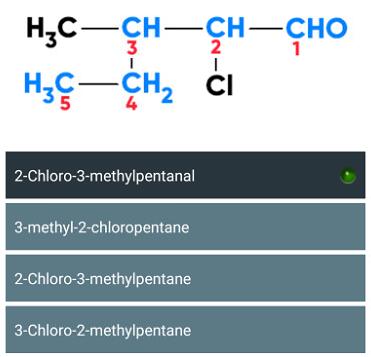 H₃C—CH—CH—CHO
3 2 1
H₃C—CH₂ Cl
5 4
2-Chloro-3-methylpentanal
3-methyl-2-chloropentane
2-Chloro-3-methylpentane
3-Chloro-2-methylpentane